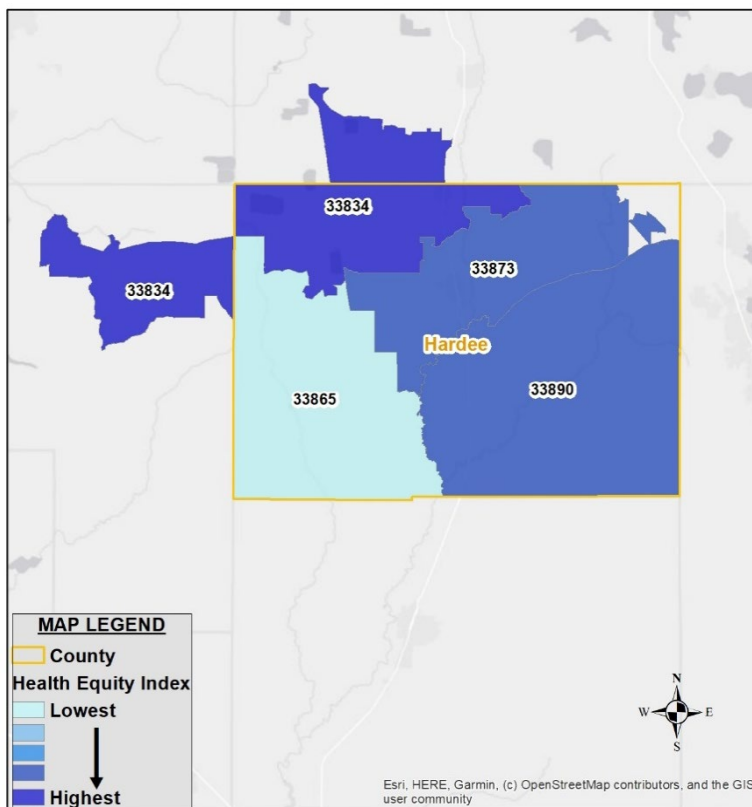 33834
33834
33873
Hardee
33865
33890
MAP LEGEND
County
Health Equity Index
Lowest
Highest
N
W E
S
Esri, HERE, Garmin, (c) OpenStreetMap contributors, and the GIS
user community